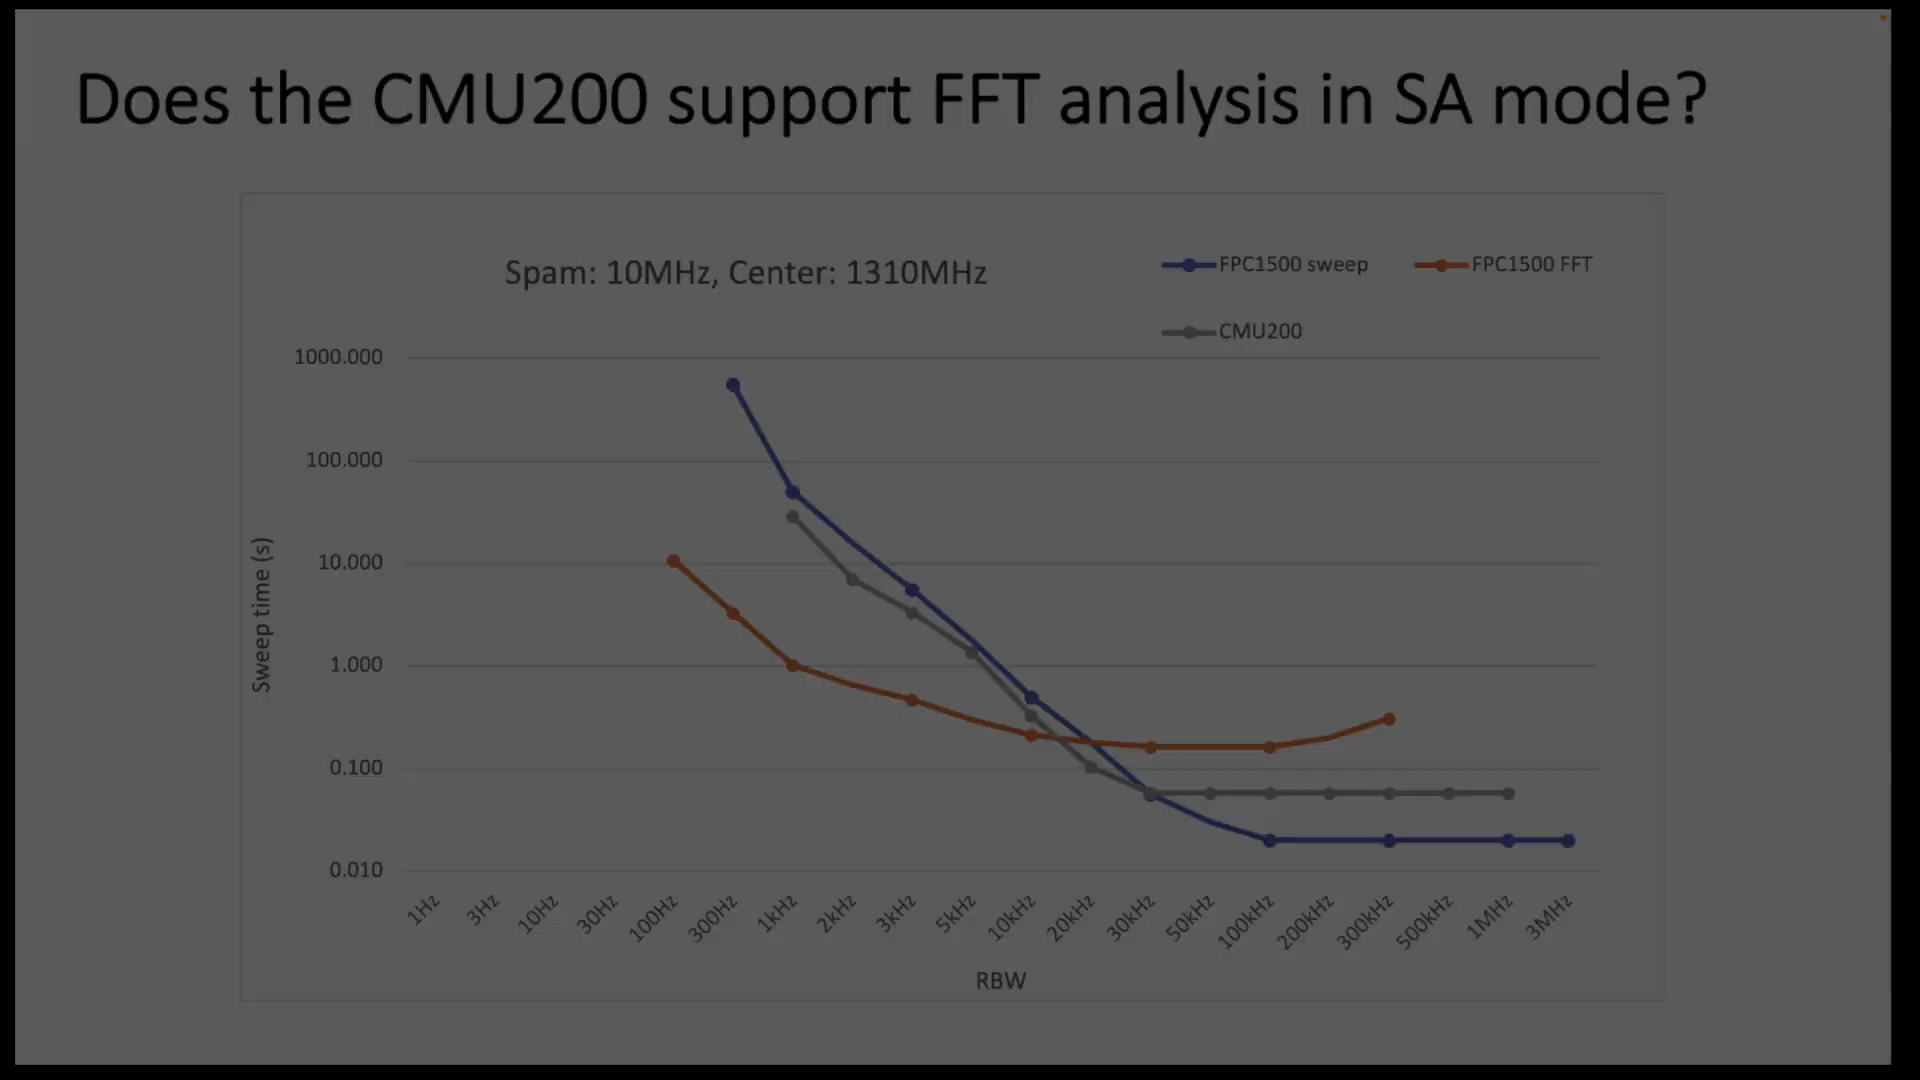 Does the CMU200 support FFT analysis in SA mode?
Spam: 10MHz, Center: 1310MHz
FPC1500 sweep
FPC1500 FFT
CMU200
1000.000
100.000
10.000
1.000
0.100
0.010
Sweep time (s)
1Hz
3Hz
10Hz
30Hz
100Hz
300Hz
1kHz
2kHz
3kHz
5kHz
10kHz
20kHz
30kHz
50kHz
100kHz
200kHz
300kHz
500kHz
1MHz
3MHz
RBW